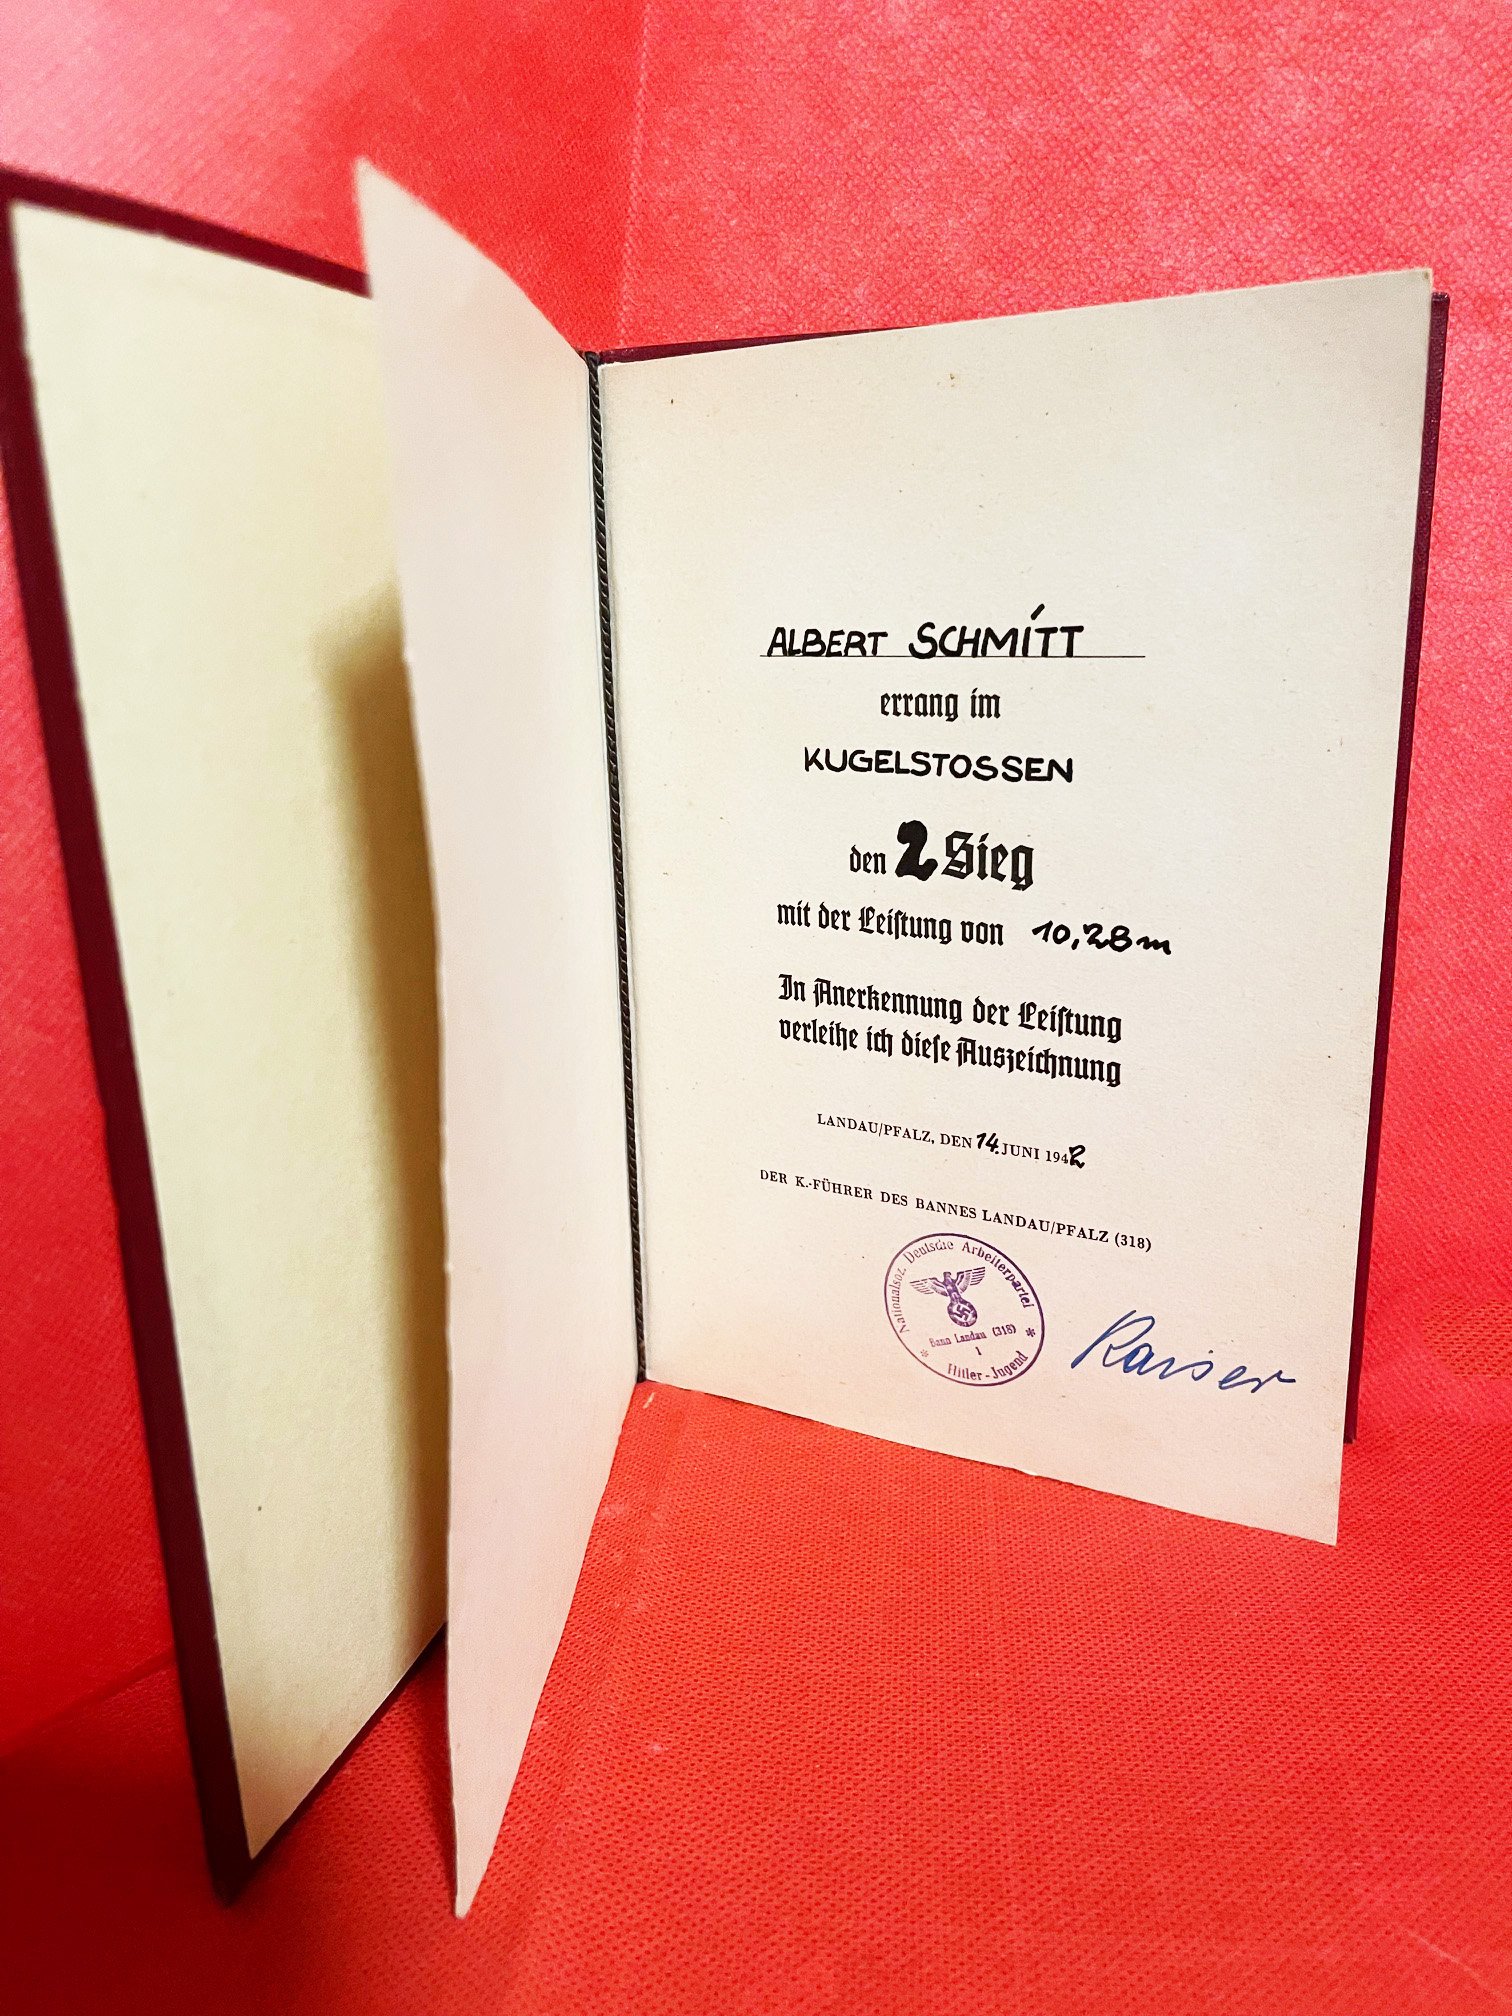 ALBERT SCHMITT
errang im
KUGELSTOSSEN
den 2 Sieg
mit der Leiſtung von 10,28 m
In Anerkennung der Leiſtung
verleihe ich dieſe Auszeichnung
LANDAU/PFALZ, DEN 14. JUNI 1942
DER K.-FÜHRER DES BANNES LANDAU/PFALZ (318)
Nationalsoz. Deutsche Arbeiterpartei
Bann Landau (318)
1
* Hitler-Jugend *
Kaiser